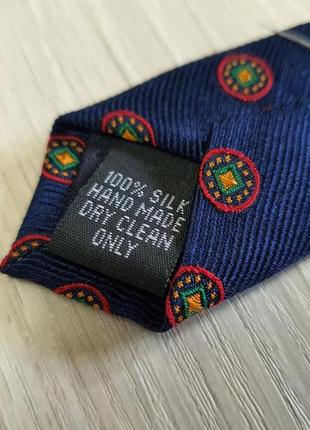 100% SILK
HAND MADE
DRY CLEAN
ONLY